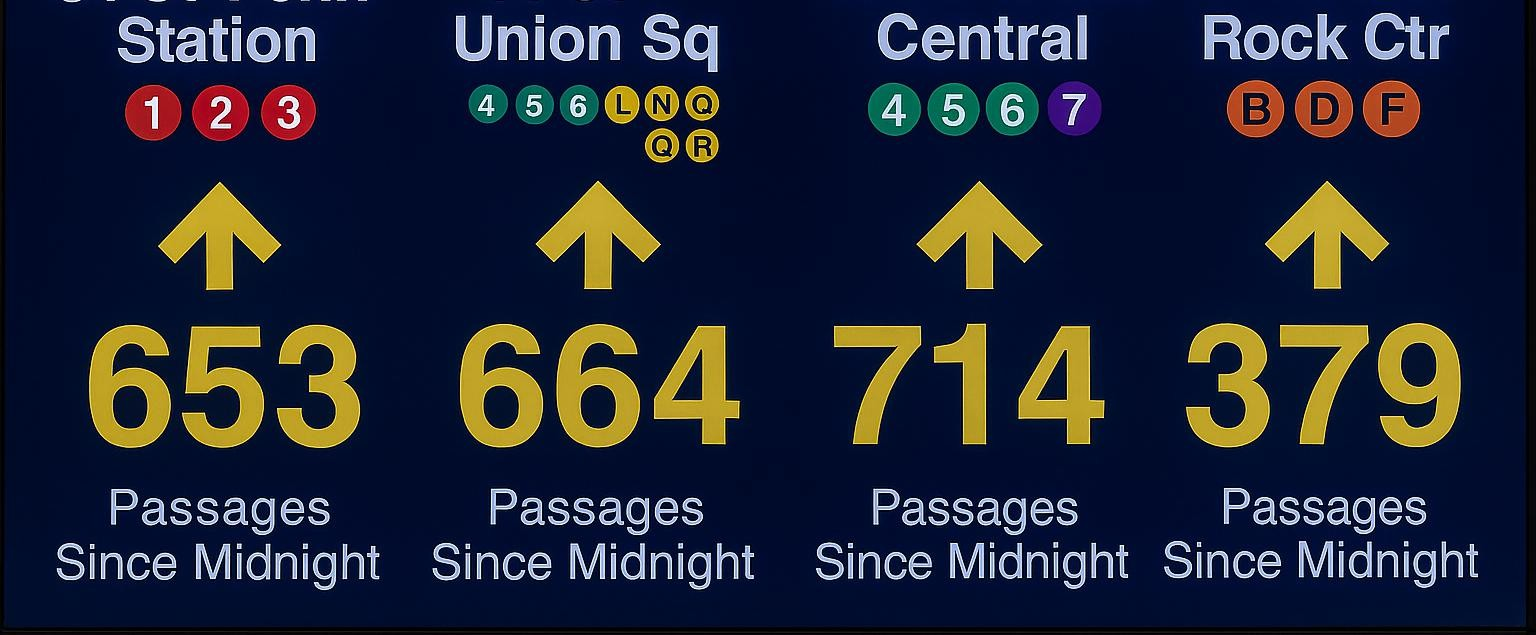 Station
1 2 3
653
Passages
Since Midnight
Union Sq
4 5 6 L N Q
Q R
664
Passages
Since Midnight
Central
4 5 6 7
714
Passages
Since Midnight
Rock Ctr
B D F
379
Passages
Since Midnight